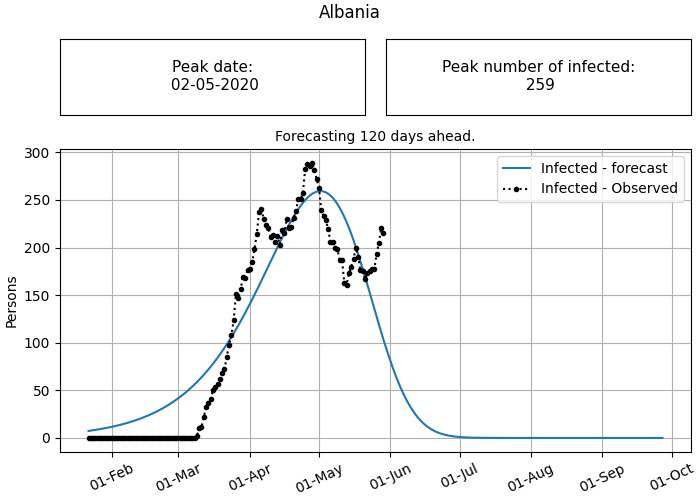 Albania
Peak date:
02-05-2020
Peak number of infected:
259
Forecasting 120 days ahead.
Infected - forecast
Infected - Observed
Persons
300
250
200
150
100
50
0
01-Feb
01-Mar
01-Apr
01-May
01-Jun
01-Jul
01-Aug
01-Sep
01-Oct